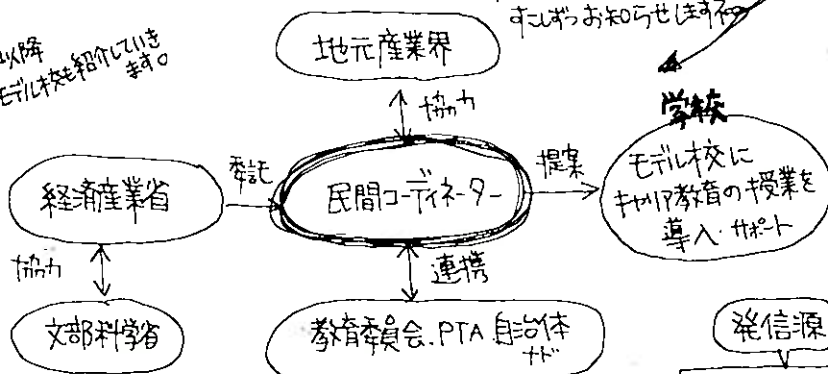 以降
モデル校も紹介していき
ます。
すこしずつお知らせしますね
地元産業界
協力
学校
経済産業省
委託
民間コーディネーター
提案
モデル校に
キャリア教育の授業を
導入・サポート
協力
連携
文部科学省
教育委員会.PTA.自治体
ナド
発信源